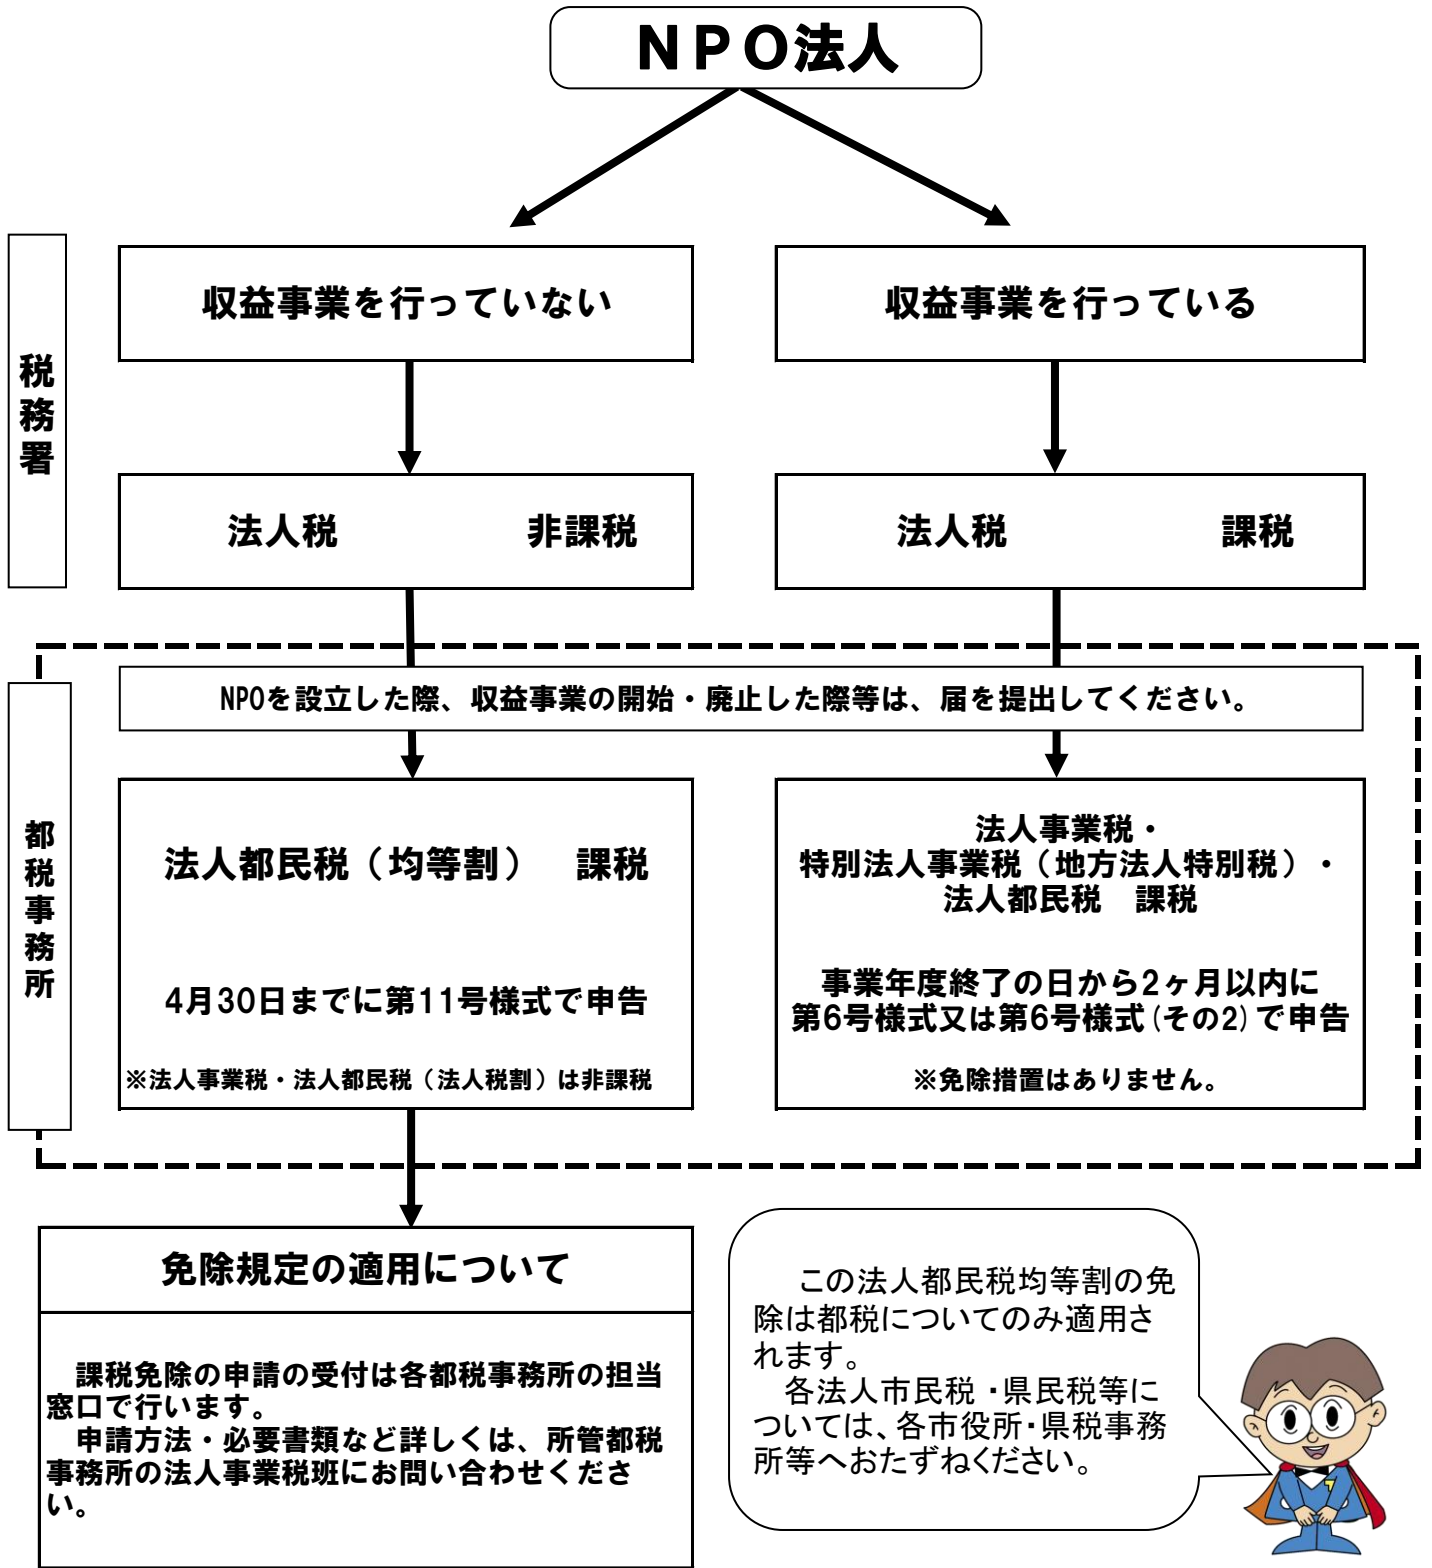 NPO法人
税務署
収益事業を行っていない
収益事業を行っている
法人税　非課税
法人税　課税
都税事務所
NPOを設立した際、収益事業の開始・廃止した際等は、届を提出してください。
法人都民税（均等割）　課税
4月30日までに第11号様式で申告
※法人事業税・法人都民税（法人税割）は非課税
法人事業税・
特別法人事業税（地方法人特別税）・
法人都民税　課税
事業年度終了の日から2ヶ月以内に
第6号様式又は第6号様式(その2)で申告
※免除措置はありません。
免除規定の適用について
課税免除の申請の受付は各都税事務所の担当
窓口で行います。
申請方法・必要書類など詳しくは、所管都税
事務所の法人事業税班にお問い合わせくださ
い。
この法人都民税均等割の免
除は都税についてのみ適用さ
れます。
各法人市民税・県民税等に
ついては、各市役所・県税事務
所等へおたずねください。